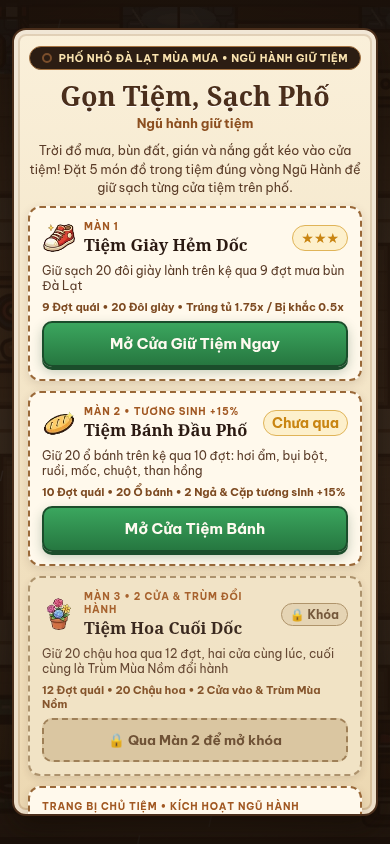 PHỐ NHỎ ĐÀ LẠT MÙA MƯA • NGŨ HÀNH GIỮ TIỆM
Gọn Tiệm, Sạch Phố
Ngũ hành giữ tiệm
Trời đổ mưa, bùn đất, gián và nắng gắt kéo vào cửa
tiệm! Đặt 5 món đồ trong tiệm đúng vòng Ngũ Hành để
giữ sạch từng cửa tiệm trên phố.
MÀN 1
Tiệm Giày Hẻm Dốc
★★★
Giữ sạch 20 đôi giày lành trên kệ qua 9 đợt mưa bùn
Đà Lạt
9 Đợt quái • 20 Đôi giày • Trúng tủ 1.75x / Bị khắc 0.5x
Mở Cửa Giữ Tiệm Ngay
MÀN 2 • TƯƠNG SINH +15%
Tiệm Bánh Đầu Phố
Chưa qua
Giữ 20 ổ bánh trên kệ qua 10 đợt: hơi ẩm, bụi bột,
ruồi, mốc, chuột, than hồng
10 Đợt quái • 20 Ổ bánh • 2 Ngả & Cặp tương sinh +15%
Mở Cửa Tiệm Bánh
MÀN 3 • 2 CỬA & TRÙM ĐỔI
HÀNH
Tiệm Hoa Cuối Dốc
🔒 Khóa
Giữ 20 chậu hoa qua 12 đợt, hai cửa cùng lúc, cuối
cùng là Trùm Mùa Nồm đổi hành
12 Đợt quái • 20 Chậu hoa • 2 Cửa vào & Trùm Mùa
Nồm
🔒 Qua Màn 2 để mở khóa
TRANG BỊ CHỦ TIỆM • KÍCH HOẠT NGŨ HÀNH